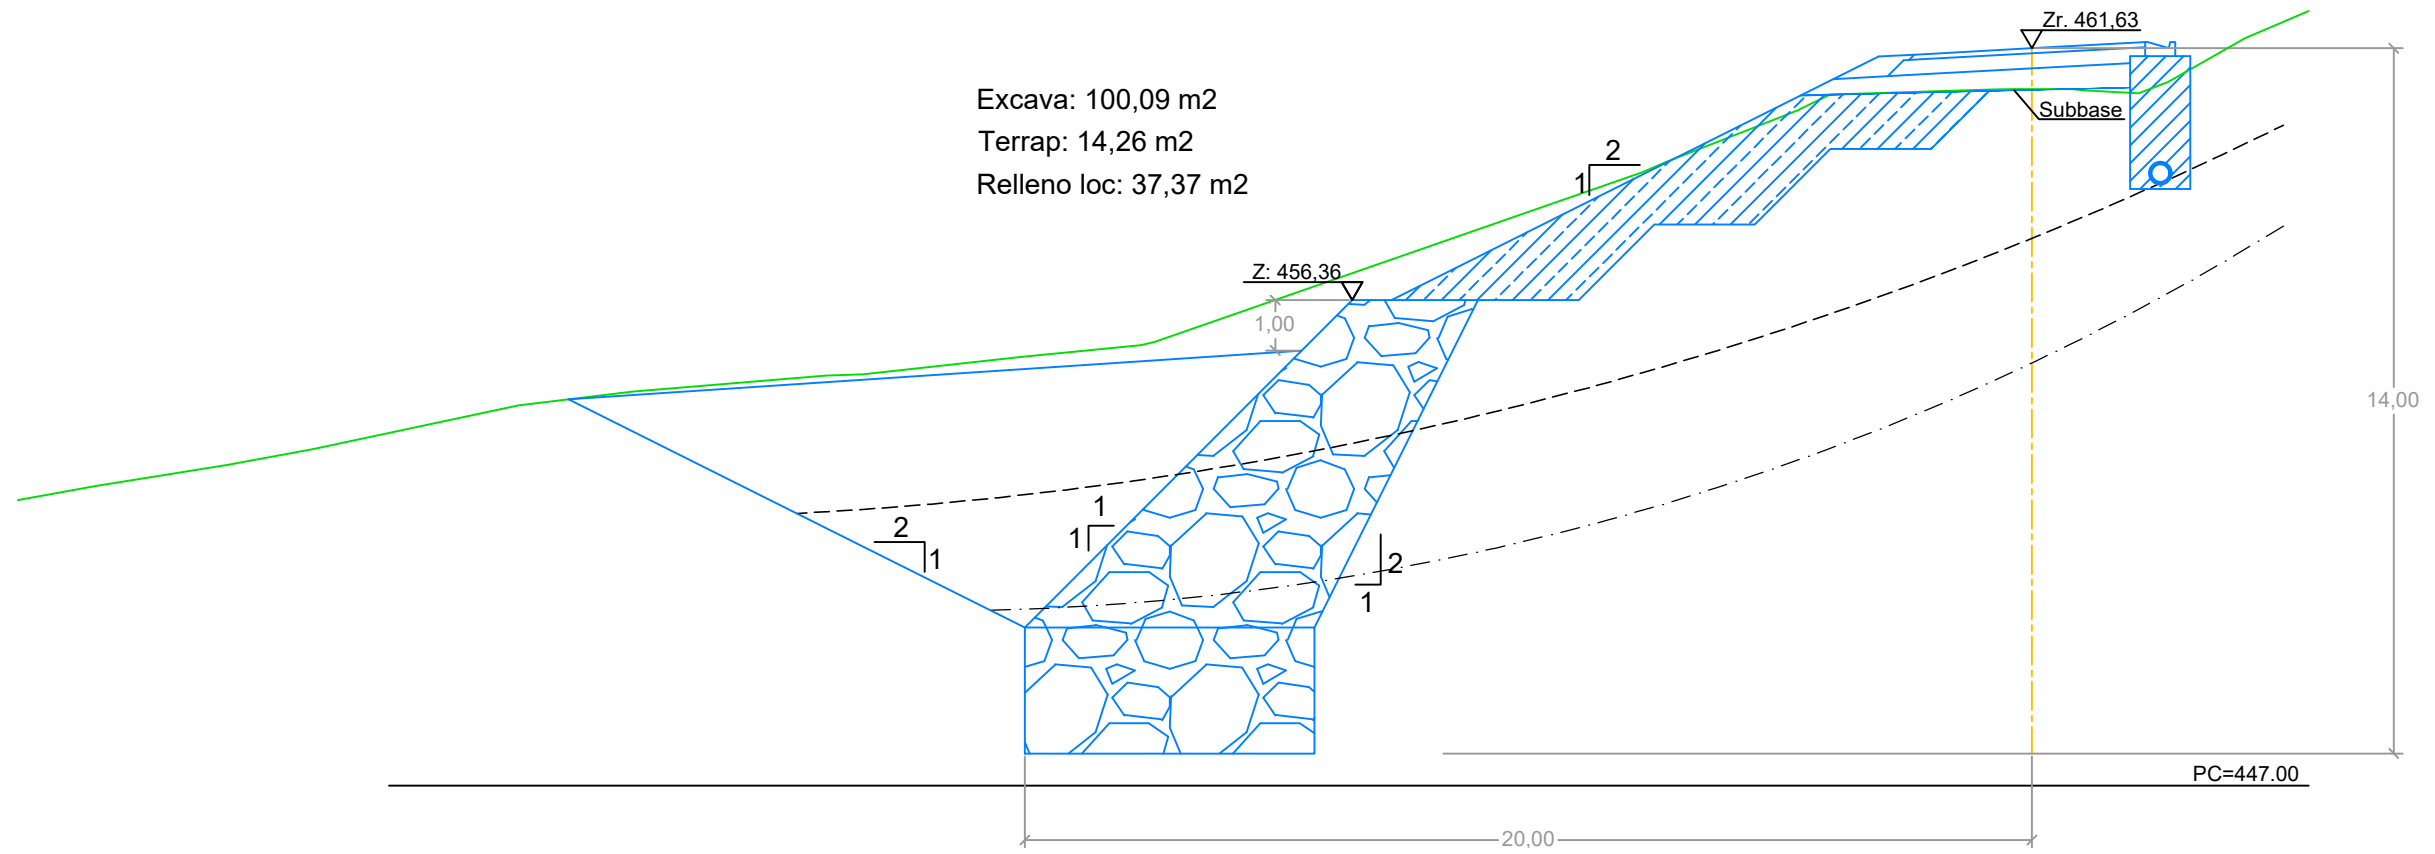 Zr. 461,63
Excava: 100,09 m2
Terrap: 14,26 m2
Relleno loc: 37,37 m2
Subbase
2
1
Z: 456,36
1,00
14,00
1
1
2
1
2
1
PC=447.00
20,00